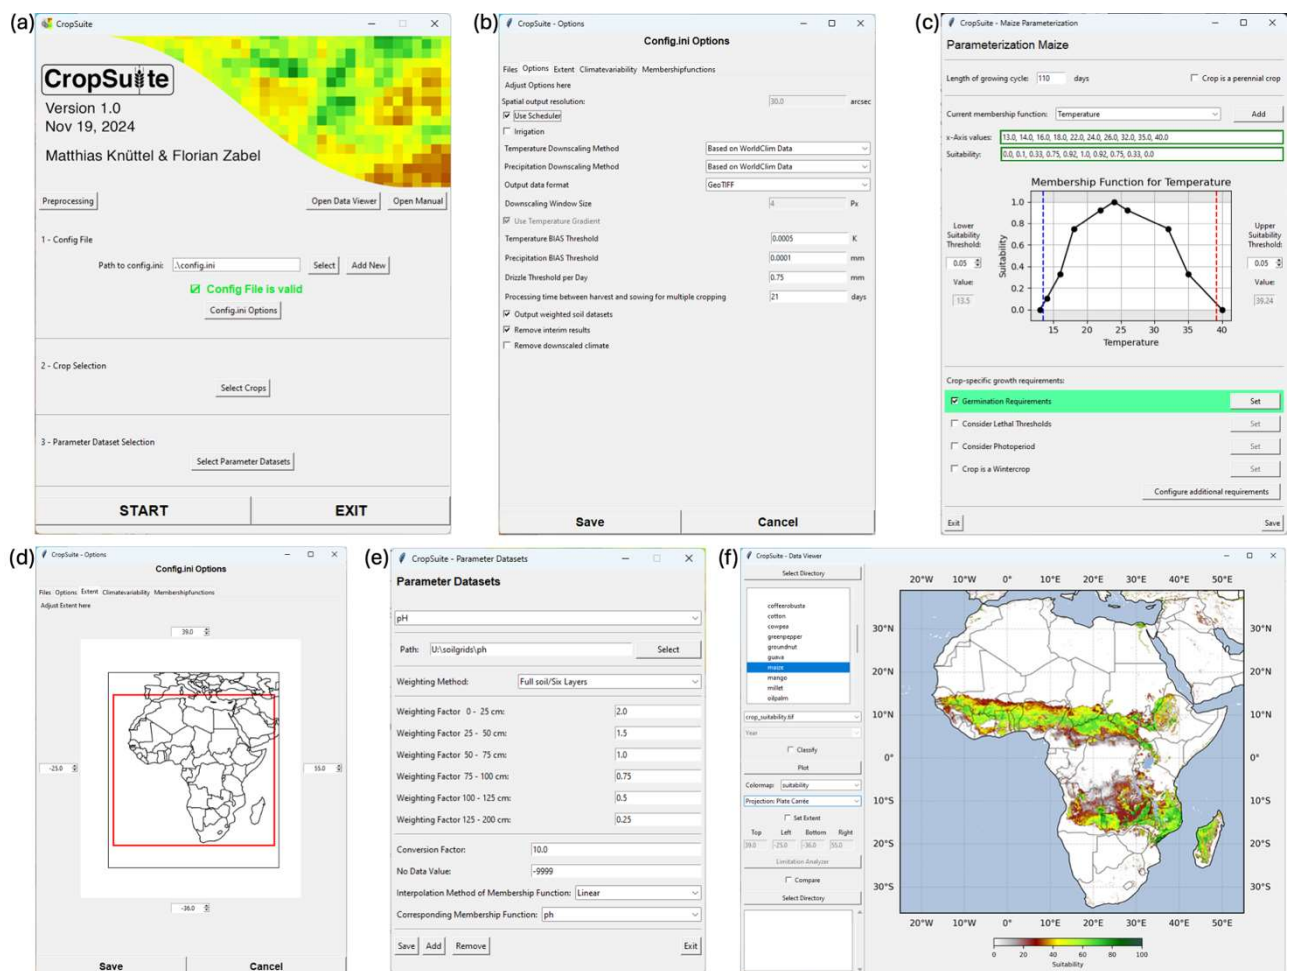 (a)
CropSuite
CropSuite
Version 1.0
Nov 19, 2024
Matthias Knüttel & Florian Zabel
Preprocessing
Open Data Viewer
Open Manual
1 - Config File
Path to config.ini: .\config.ini Select Add New
Config File is valid
Config.ini Options
2 - Crop Selection
Select Crops
3 - Parameter Dataset Selection
Select Parameter Datasets
START EXIT
(b)
CropSuite - Options
Config.ini Options
Files Options Extent Climatevariability Membershipfunctions
Adjust Options here
Spatial output resolution: 30.0 arcsec
Use Scheduler
Irrigation
Temperature Downscaling Method Based on WorldClim Data
Precipitation Downscaling Method Based on WorldClim Data
Output data format GeoTIFF
Downscaling Window Size 4 Px
Use Temperature Gradient
Temperature BIAS Threshold 0.0005 K
Precipitation BIAS Threshold 0.0001 mm
Drizzle Threshold per Day 0.75 mm
Processing time between harvest and sowing for multiple cropping 21 days
Output weighted soil datasets
Remove interim results
Remove downscaled climate
Save Cancel
(c)
CropSuite - Maize Parameterization
Parameterization Maize
Length of growing cycle: 110 days Crop is a perennial crop
Current membership function: Temperature Add
x-Axis values: 13.0, 14.0, 16.0, 18.0, 22.0, 24.0, 26.0, 32.0, 35.0, 40.0
Suitability: 0.0, 0.1, 0.33, 0.75, 0.92, 1.0, 0.92, 0.75, 0.33, 0.0
Membership Function for Temperature
Lower
Suitability
Threshold:
0.05
Value:
13.5
Suitability
1.0
0.8
0.6
0.4
0.2
0.0
15 20 25 30 35 40
Temperature
Upper
Suitability
Threshold:
0.05
Value:
39.24
Crop-specific growth requirements:
Germination Requirements Set
Consider Lethal Thresholds Set
Consider Photoperiod Set
Crop is a Wintercrop Set
Configure additional requirements
Exit Save
(d)
CropSuite - Options
Config.ini Options
Files Options Extent Climatevariability Membershipfunctions
Adjust Extent here
39.0
-25.0
55.0
-36.0
Save Cancel
(e)
CropSuite - Parameter Datasets
Parameter Datasets
pH
Path: U:\soilgrids\ph Select
Weighting Method: Full soil/Six Layers
Weighting Factor 0 - 25 cm: 2.0
Weighting Factor 25 - 50 cm: 1.5
Weighting Factor 50 - 75 cm: 1.0
Weighting Factor 75 - 100 cm: 0.75
Weighting Factor 100 - 125 cm: 0.5
Weighting Factor 125 - 200 cm: 0.25
Conversion Factor: 10.0
No Data Value: -9999
Interpolation Method of Membership Function: Linear
Corresponding Membership Function: ph
Save Add Remove Exit
(f)
CropSuite - Data Viewer
Select Directory
coffeerobusta
cotton
cowpea
greenpepper
groundnut
guava
maize
mango
millet
oilpalm
crop_suitability.tif
Year
Classify
Plot
Colormap: suitability
Projection: Plate Carrée
Set Extent
Top Left Bottom Right
39.0 -25.0 -36.0 55.0
Limitation Analyzer
Compare
Select Directory
20°W 10°W 0° 10°E 20°E 30°E 40°E 50°E
30°N 30°N
20°N 20°N
10°N 10°N
0° 0°
10°S 10°S
20°S 20°S
30°S 30°S
20°W 10°W 0° 10°E 20°E 30°E 40°E 50°E
0 20 40 60 80 100
Suitability